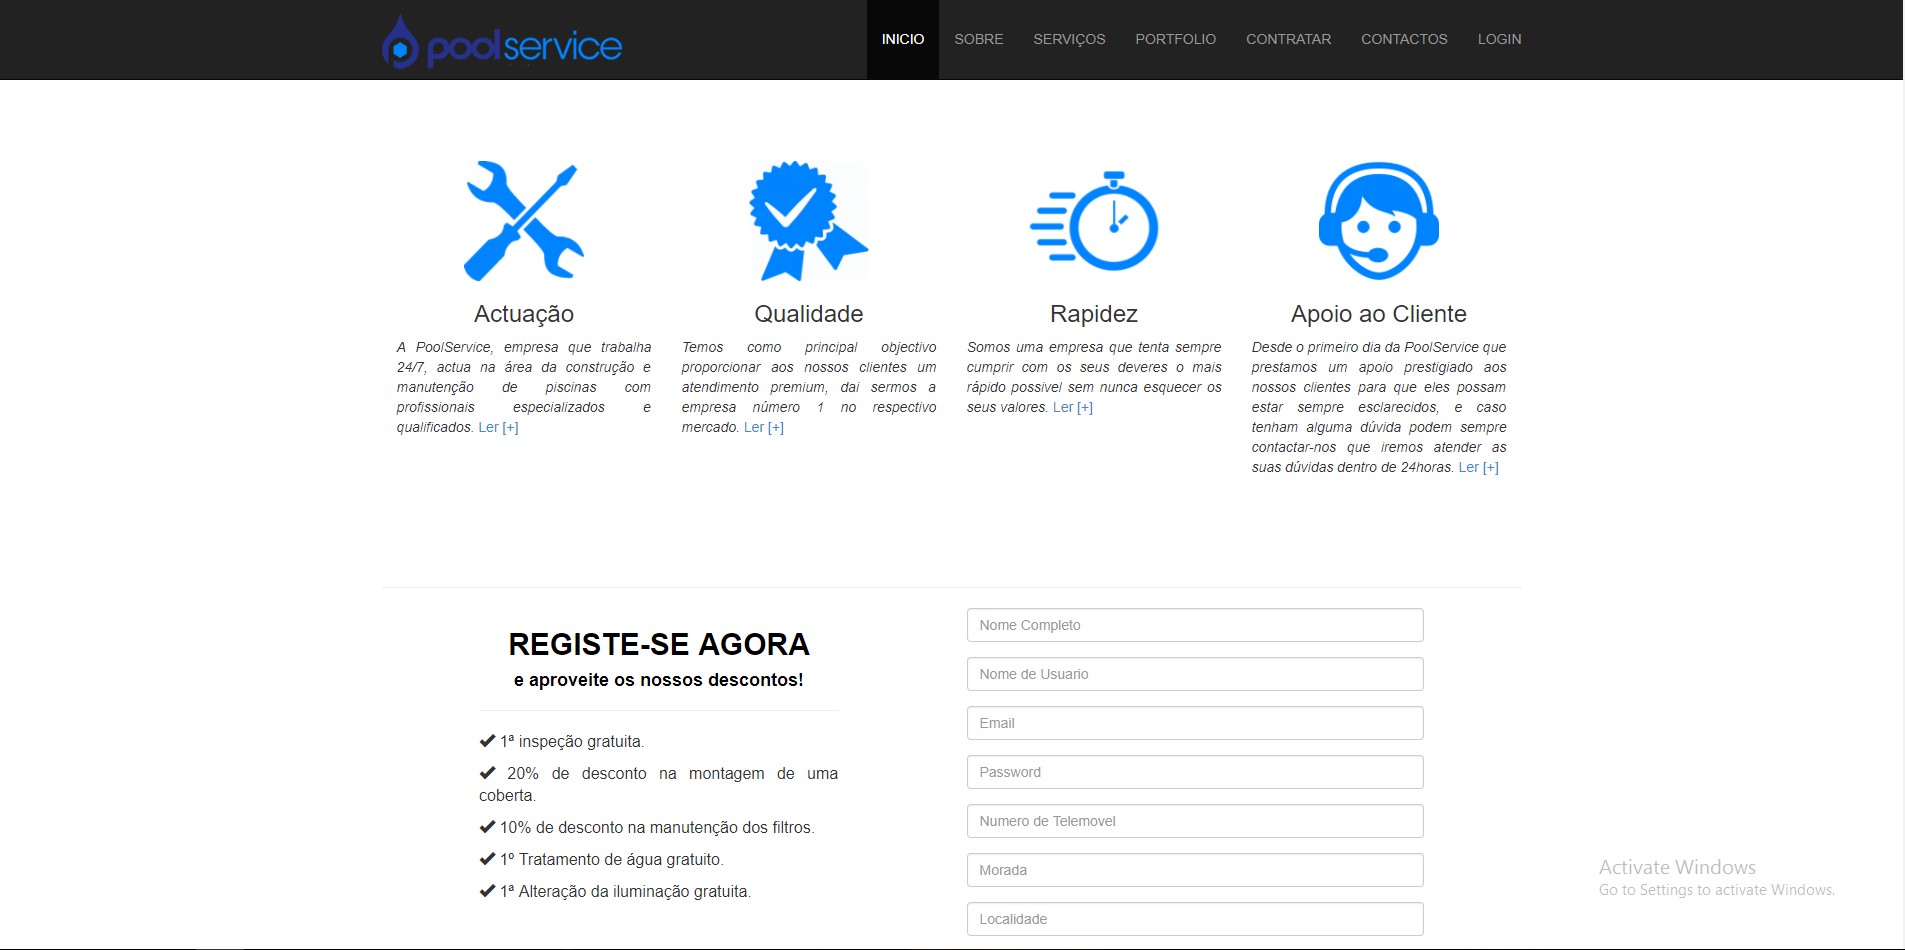 poolservice
INICIO SOBRE SERVIÇOS PORTFOLIO CONTRATAR CONTACTOS LOGIN
Actuação
A PoolService, empresa que trabalha
24/7, actua na área da construção e
manutenção de piscinas com
profissionais especializados e
qualificados. Ler [+]
Qualidade
Temos como principal objectivo
proporcionar aos nossos clientes um
atendimento premium, dai sermos a
empresa número 1 no respectivo
mercado. Ler [+]
Rapidez
Somos uma empresa que tenta sempre
cumprir com os seus deveres o mais
rápido possivel sem nunca esquecer os
seus valores. Ler [+]
Apoio ao Cliente
Desde o primeiro dia da PoolService que
prestamos um apoio prestigiado aos
nossos clientes para que eles possam
estar sempre esclarecidos, e caso
tenham alguma dúvida podem sempre
contactar-nos que iremos atender as
suas dúvidas dentro de 24horas. Ler [+]
REGISTE-SE AGORA
e aproveite os nossos descontos!
1ª inspeção gratuita.
20% de desconto na montagem de uma
coberta.
10% de desconto na manutenção dos filtros.
1º Tratamento de água gratuito.
1ª Alteração da iluminação gratuita.
Nome Completo
Nome de Usuario
Email
Password
Numero de Telemovel
Morada
Localidade
Activate Windows
Go to Settings to activate Windows.